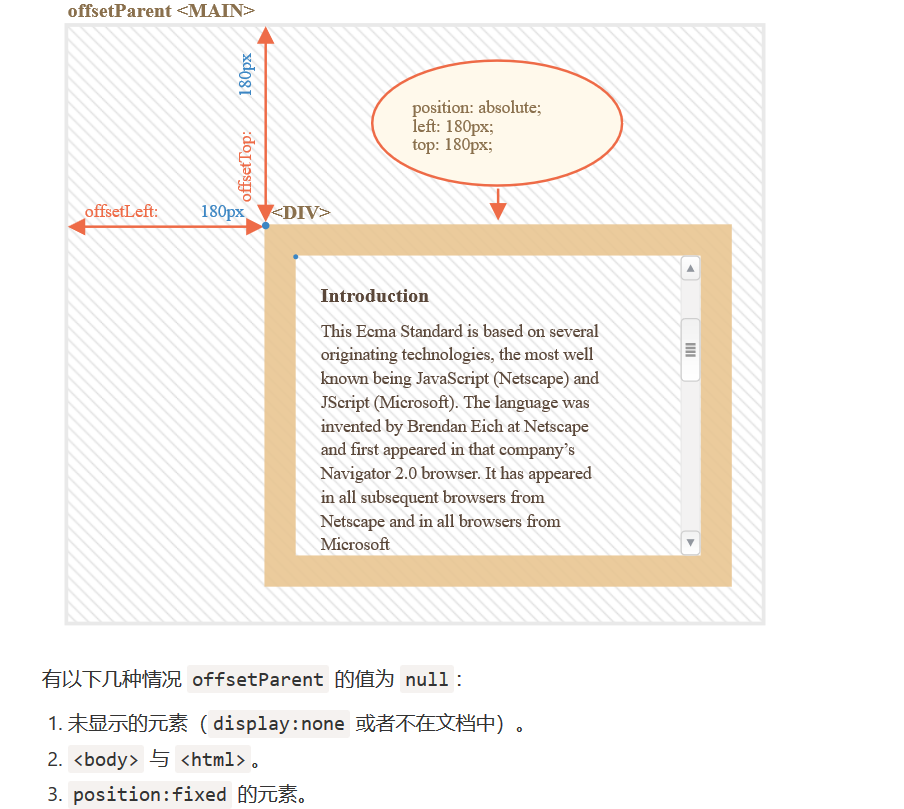 offsetParent <MAIN>
180px
offsetTop:
position: absolute;
left: 180px;
top: 180px;
offsetLeft: 180px
<DIV>
Introduction
This Ecma Standard is based on several
originating technologies, the most well
known being JavaScript (Netscape) and
JScript (Microsoft). The language was
invented by Brendan Eich at Netscape
and first appeared in that company’s
Navigator 2.0 browser. It has appeared
in all subsequent browsers from
Netscape and in all browsers from
Microsoft
有以下几种情况 offsetParent 的值为 null：
1. 未显示的元素（display:none 或者不在文档中）。
2. <body> 与 <html>。
3. position:fixed 的元素。